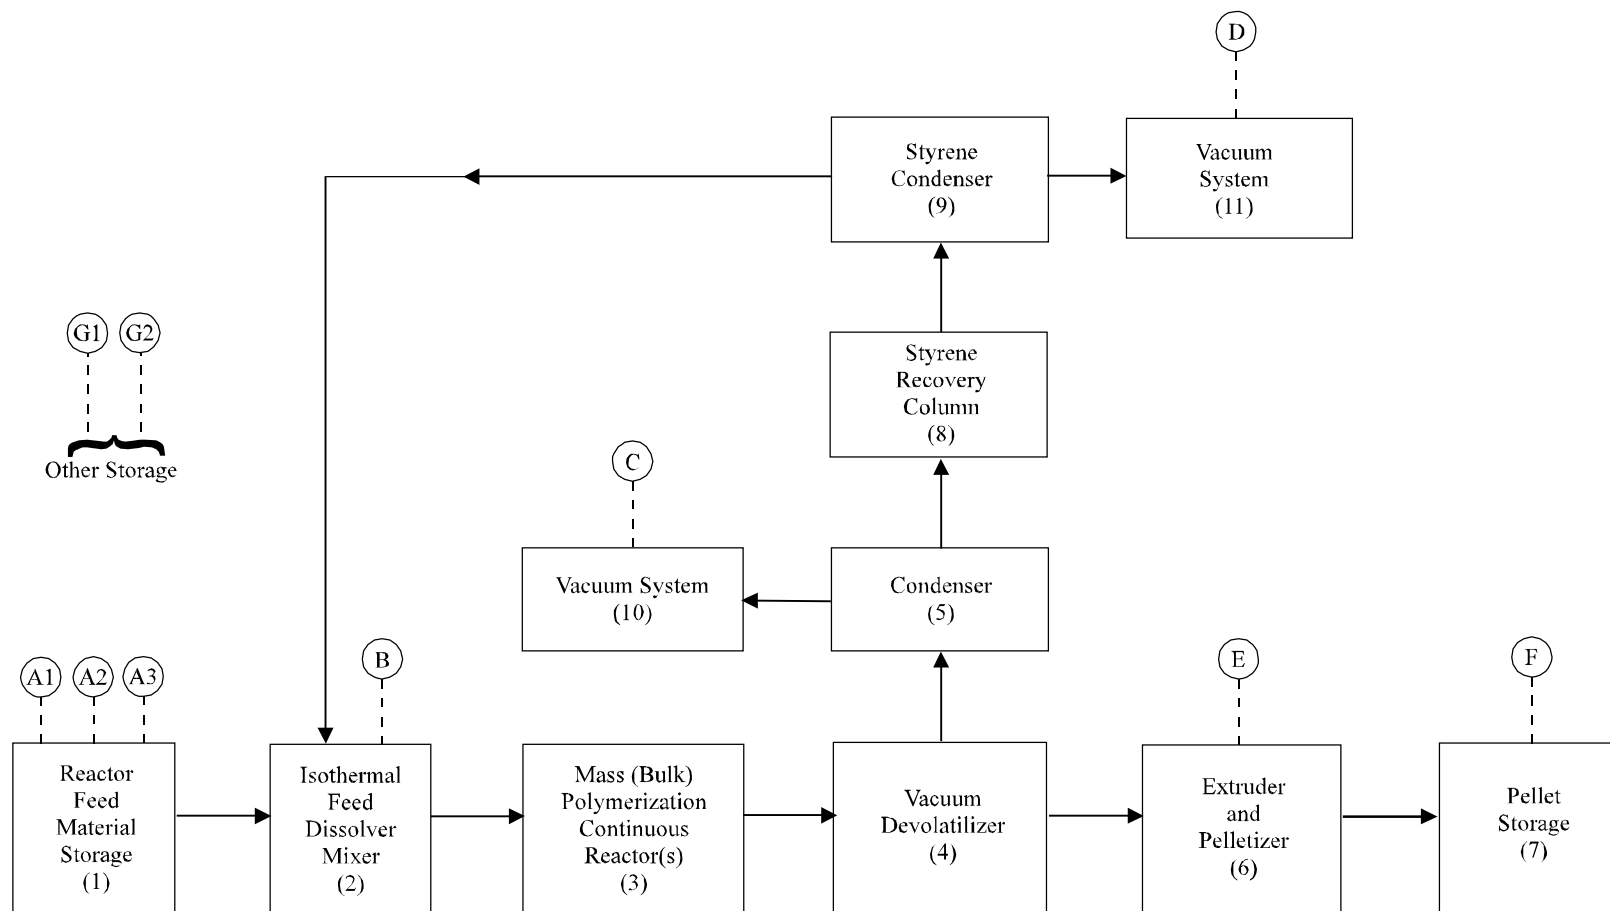 D
Styrene
Condenser
(9)
Vacuum
System
(11)
G1 G2
Other Storage
Styrene
Recovery
Column
(8)
C
Vacuum System
(10)
Condenser
(5)
A1 A2 A3
B
E
F
Reactor
Feed
Material
Storage
(1)
Isothermal
Feed
Dissolver
Mixer
(2)
Mass (Bulk)
Polymerization
Continuous
Reactor(s)
(3)
Vacuum
Devolatilizer
(4)
Extruder
and
Pelletizer
(6)
Pellet
Storage
(7)